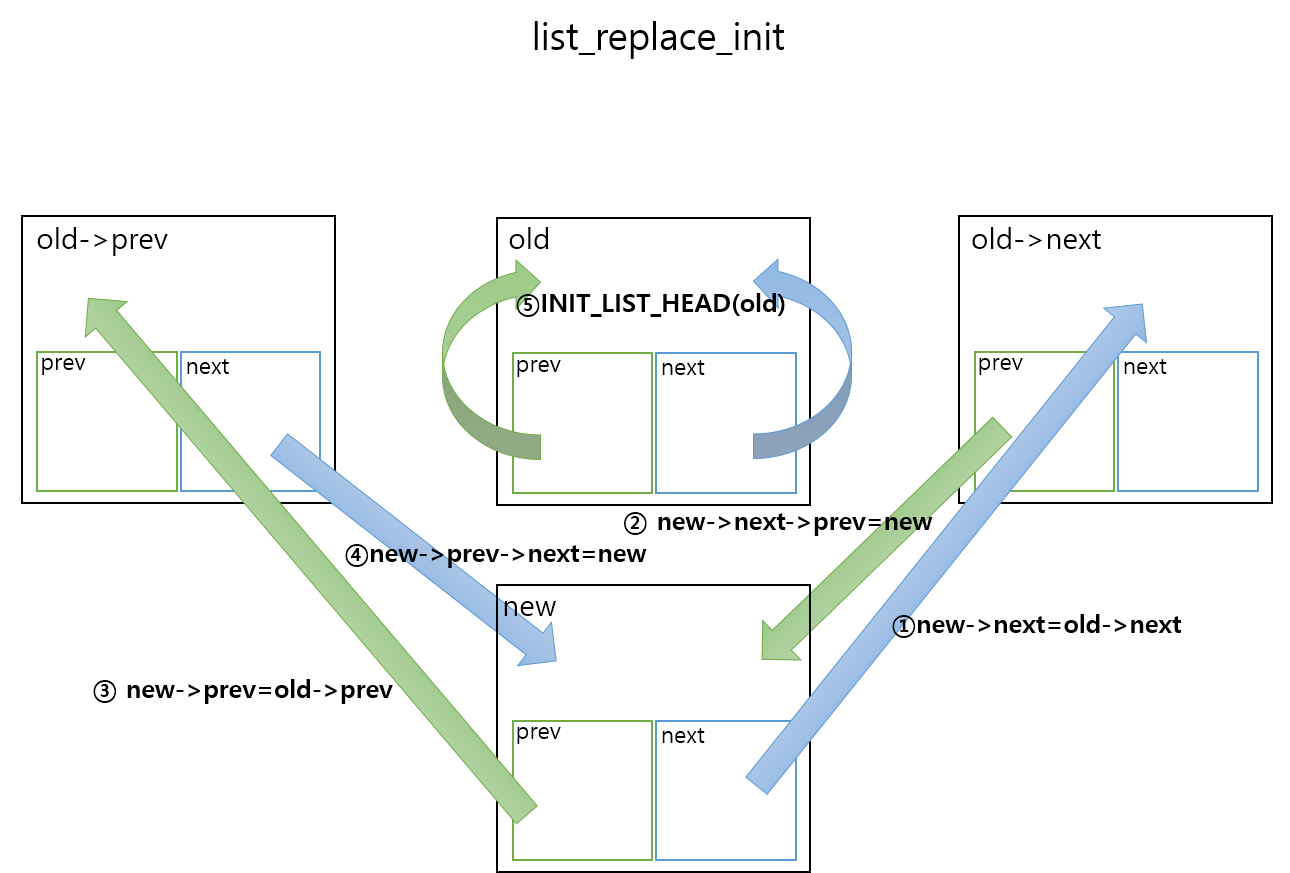 list_replace_init
old->prev
old
old->next
⑤INIT_LIST_HEAD(old)
prev
next
prev
next
prev
next
② new->next->prev=new
④new->prev->next=new
new
①new->next=old->next
③ new->prev=old->prev
prev
next